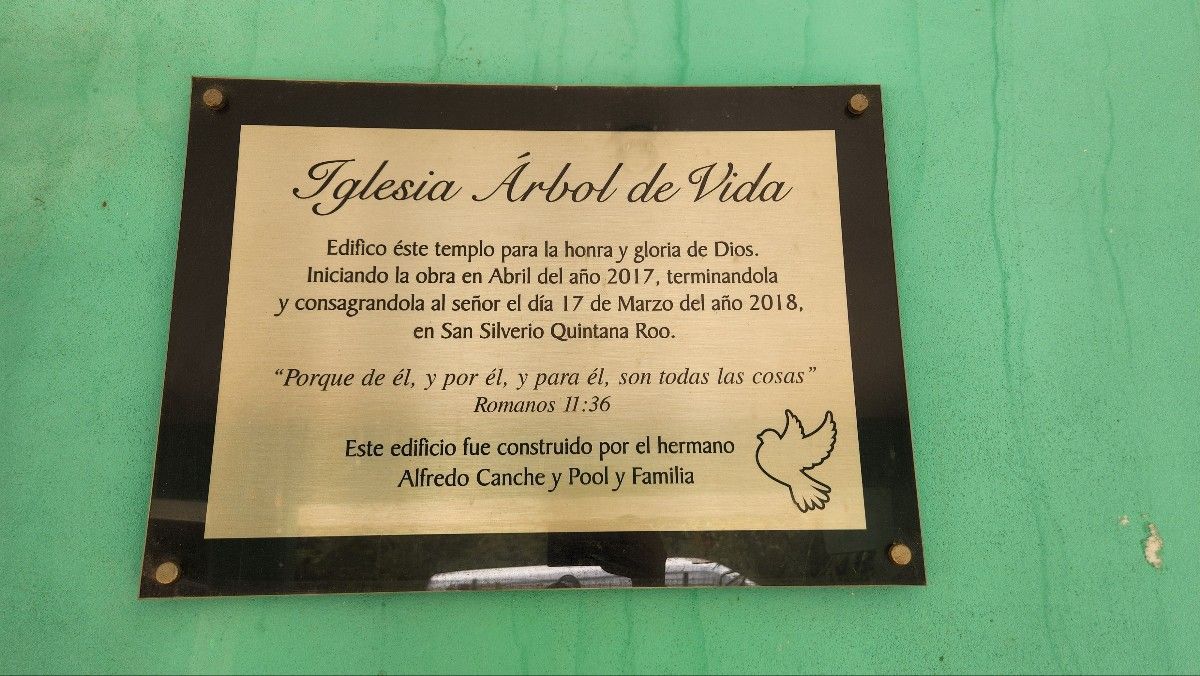 Iglesia Árbol de Vida
Edifico éste templo para la honra y gloria de Dios.
Iniciando la obra en Abril del año 2017, terminandola
y consagrandola al señor el día 17 de Marzo del año 2018,
en San Silverio Quintana Roo.
“Porque de él, y por él, y para él, son todas las cosas”
Romanos 11:36
Este edificio fue construido por el hermano
Alfredo Canche y Pool y Familia